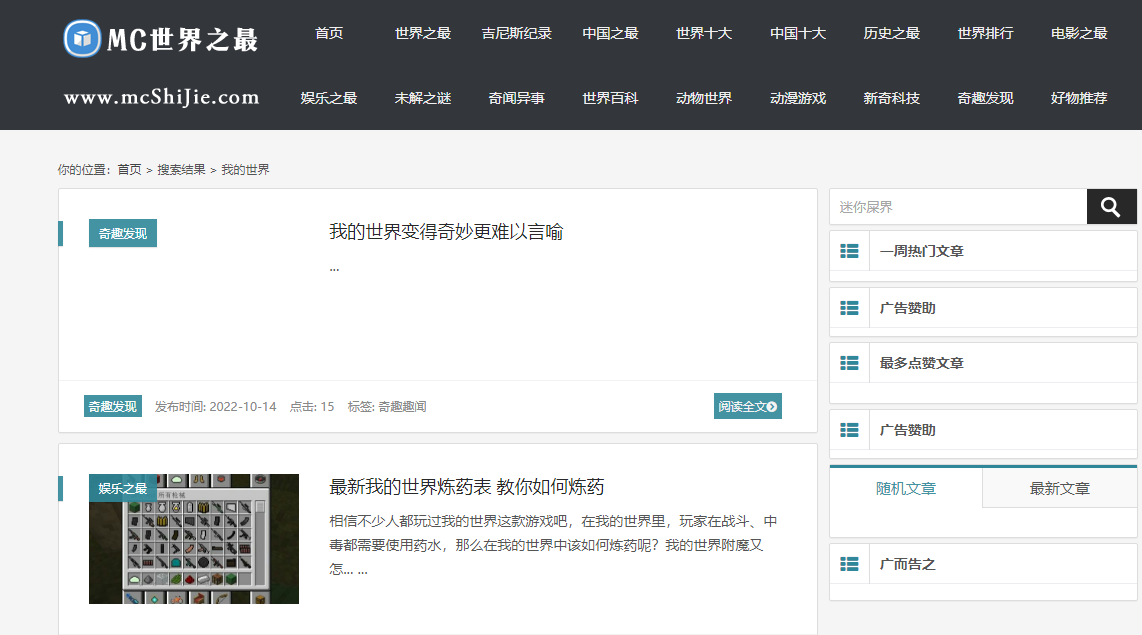 MC世界之最
www.mcShiJie.com
首页 世界之最 吉尼斯纪录 中国之最 世界十大 中国十大 历史之最 世界排行 电影之最
娱乐之最 未解之谜 奇闻异事 世界百科 动物世界 动漫游戏 新奇科技 奇趣发现 好物推荐
你的位置：首页 > 搜索结果 > 我的世界
奇趣发现
我的世界变得奇妙更难以言喻
...
奇趣发现 发布时间: 2022-10-14 点击: 15 标签: 奇趣趣闻 阅读全文
娱乐之最
所有枪械
最新我的世界炼药表 教你如何炼药
相信不少人都玩过我的世界这款游戏吧，在我的世界里，玩家在战斗、中
毒都需要使用药水，那么在我的世界中该如何炼药呢？我的世界附魔又
怎... ...
迷你屎界
一周热门文章
广告赞助
最多点赞文章
广告赞助
随机文章 最新文章
广而告之